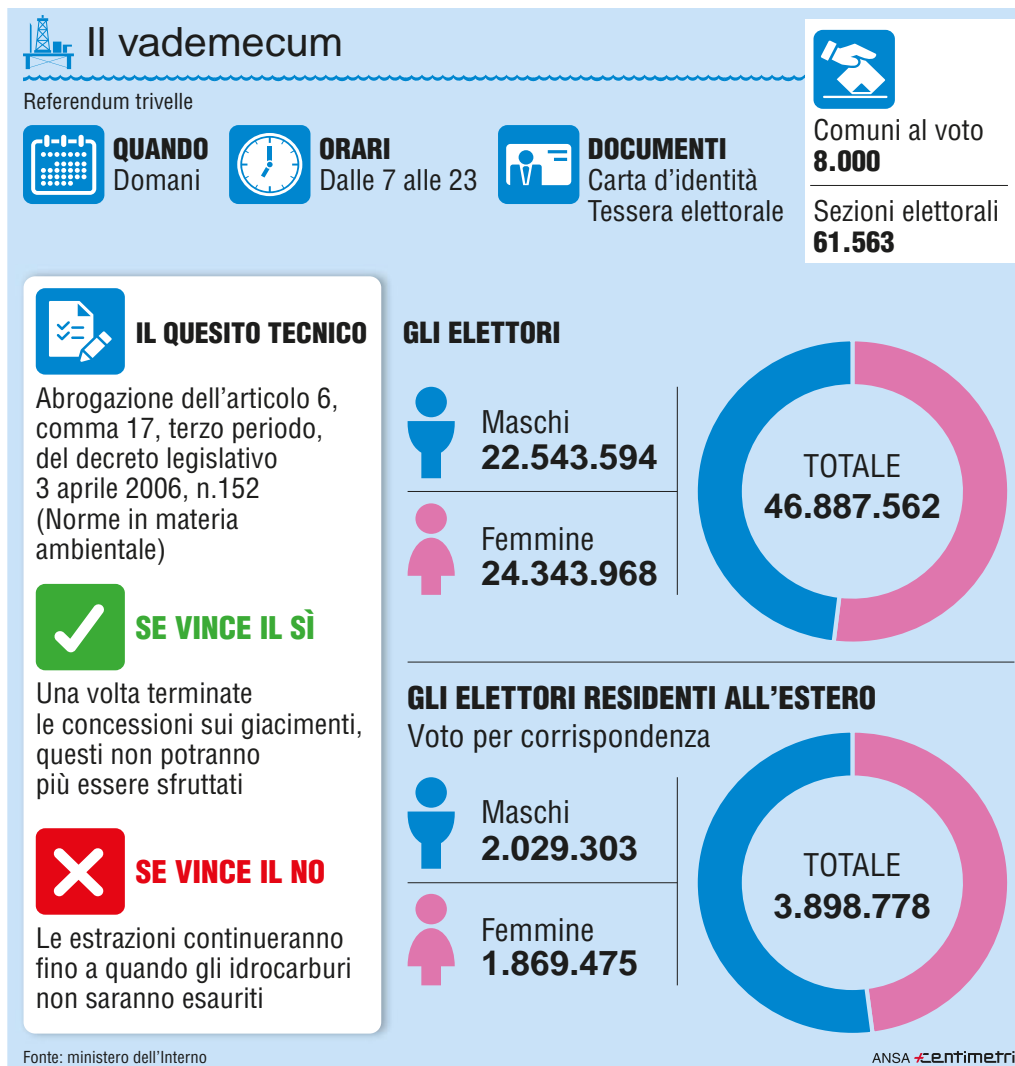 Il vademecum
Referendum trivelle
QUANDO
Domani
ORARI
Dalle 7 alle 23
DOCUMENTI
Carta d'identità
Tessera elettorale
Comuni al voto
8.000
Sezioni elettorali
61.563
IL QUESITO TECNICO
Abrogazione dell'articolo 6,
comma 17, terzo periodo,
del decreto legislativo
3 aprile 2006, n.152
(Norme in materia
ambientale)
SE VINCE IL SÌ
Una volta terminate
le concessioni sui giacimenti,
questi non potranno
più essere sfruttati
SE VINCE IL NO
Le estrazioni continueranno
fino a quando gli idrocarburi
non saranno esauriti
GLI ELETTORI
Maschi
22.543.594
Femmine
24.343.968
TOTALE
46.887.562
GLI ELETTORI RESIDENTI ALL'ESTERO
Voto per corrispondenza
Maschi
2.029.303
Femmine
1.869.475
TOTALE
3.898.778
Fonte: ministero dell'Interno
ANSA centimetri